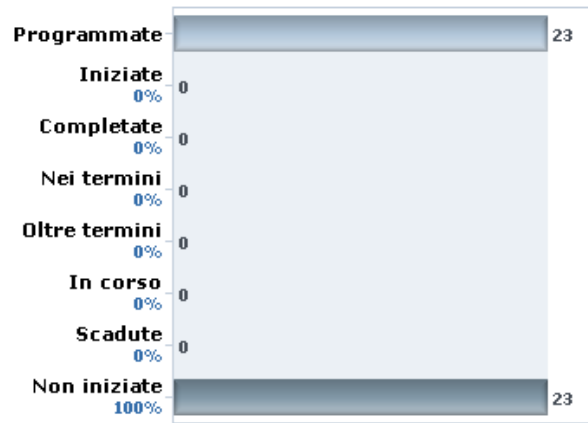 Programmate 23
Iniziate 0
0%
Completate 0
0%
Nei termini 0
0%
Oltre termini 0
0%
In corso 0
0%
Scadute 0
0%
Non iniziate 23
100%